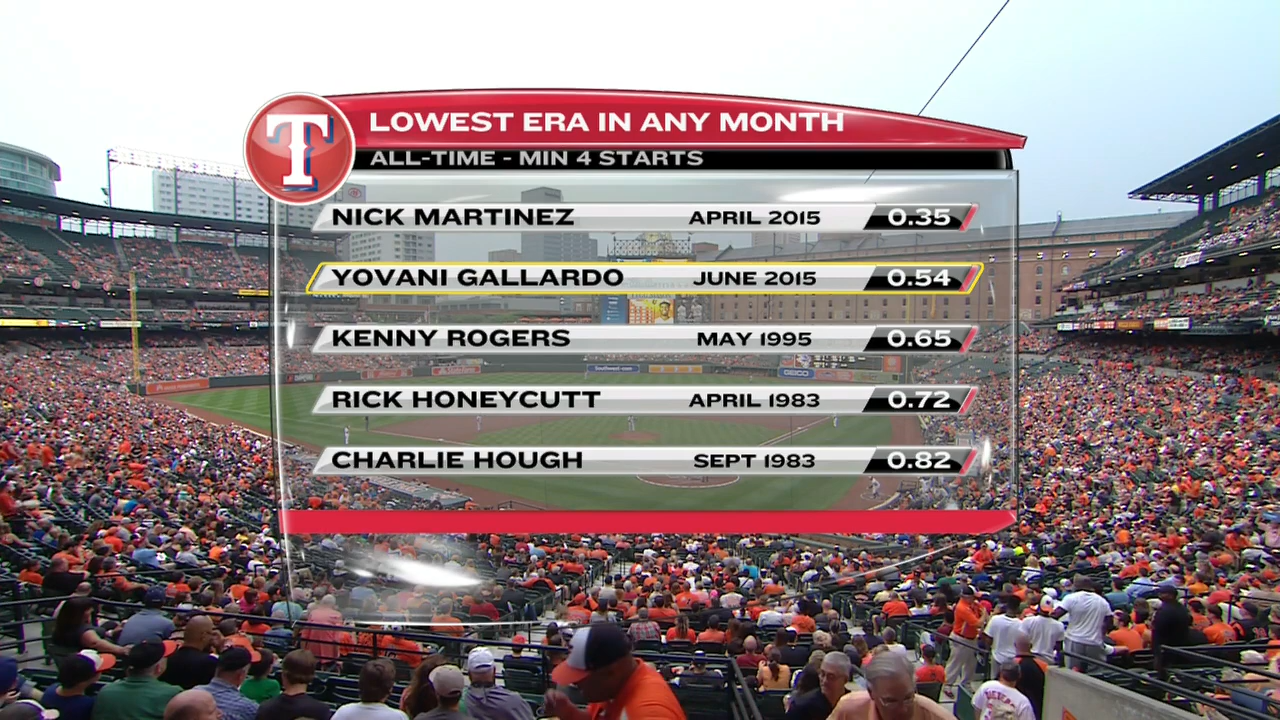 T
LOWEST ERA IN ANY MONTH
ALL-TIME - MIN 4 STARTS
NICK MARTINEZ APRIL 2015 0.35
YOVANI GALLARDO JUNE 2015 0.54
KENNY ROGERS MAY 1995 0.65
RICK HONEYCUTT APRIL 1983 0.72
CHARLIE HOUGH SEPT 1983 0.82
GEICO